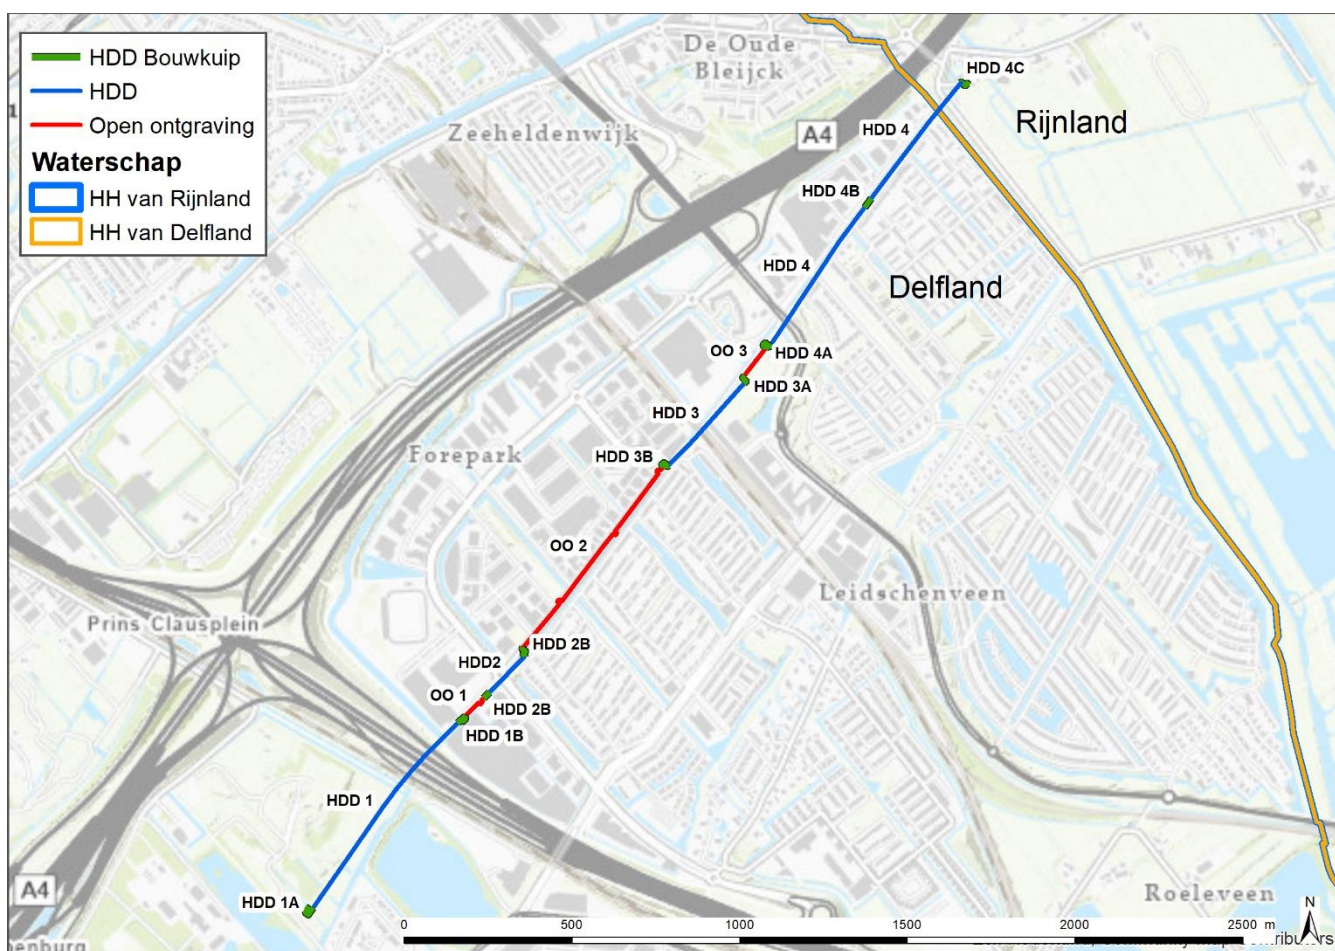 HDD Bouwkuip
HDD
Open ontgraving
Waterschap
HH van Rijnland
HH van Delfland
De Oude
Bleijck
HDD 4C
Zeeheldenwijk
A4
HDD 4
Rijnland
HDD 4B
HDD 4
Delfland
OO 3
HDD 4A
HDD 3A
HDD 3
Forepark
HDD 3B
OO 2
Leidschenveen
Prins Clausplein
HDD 2B
HDD2
OO 1
HDD 2B
HDD 1B
HDD 1
A4
HDD 1A
Roeleveen
N
0 500 1000 1500 2000 2500 m